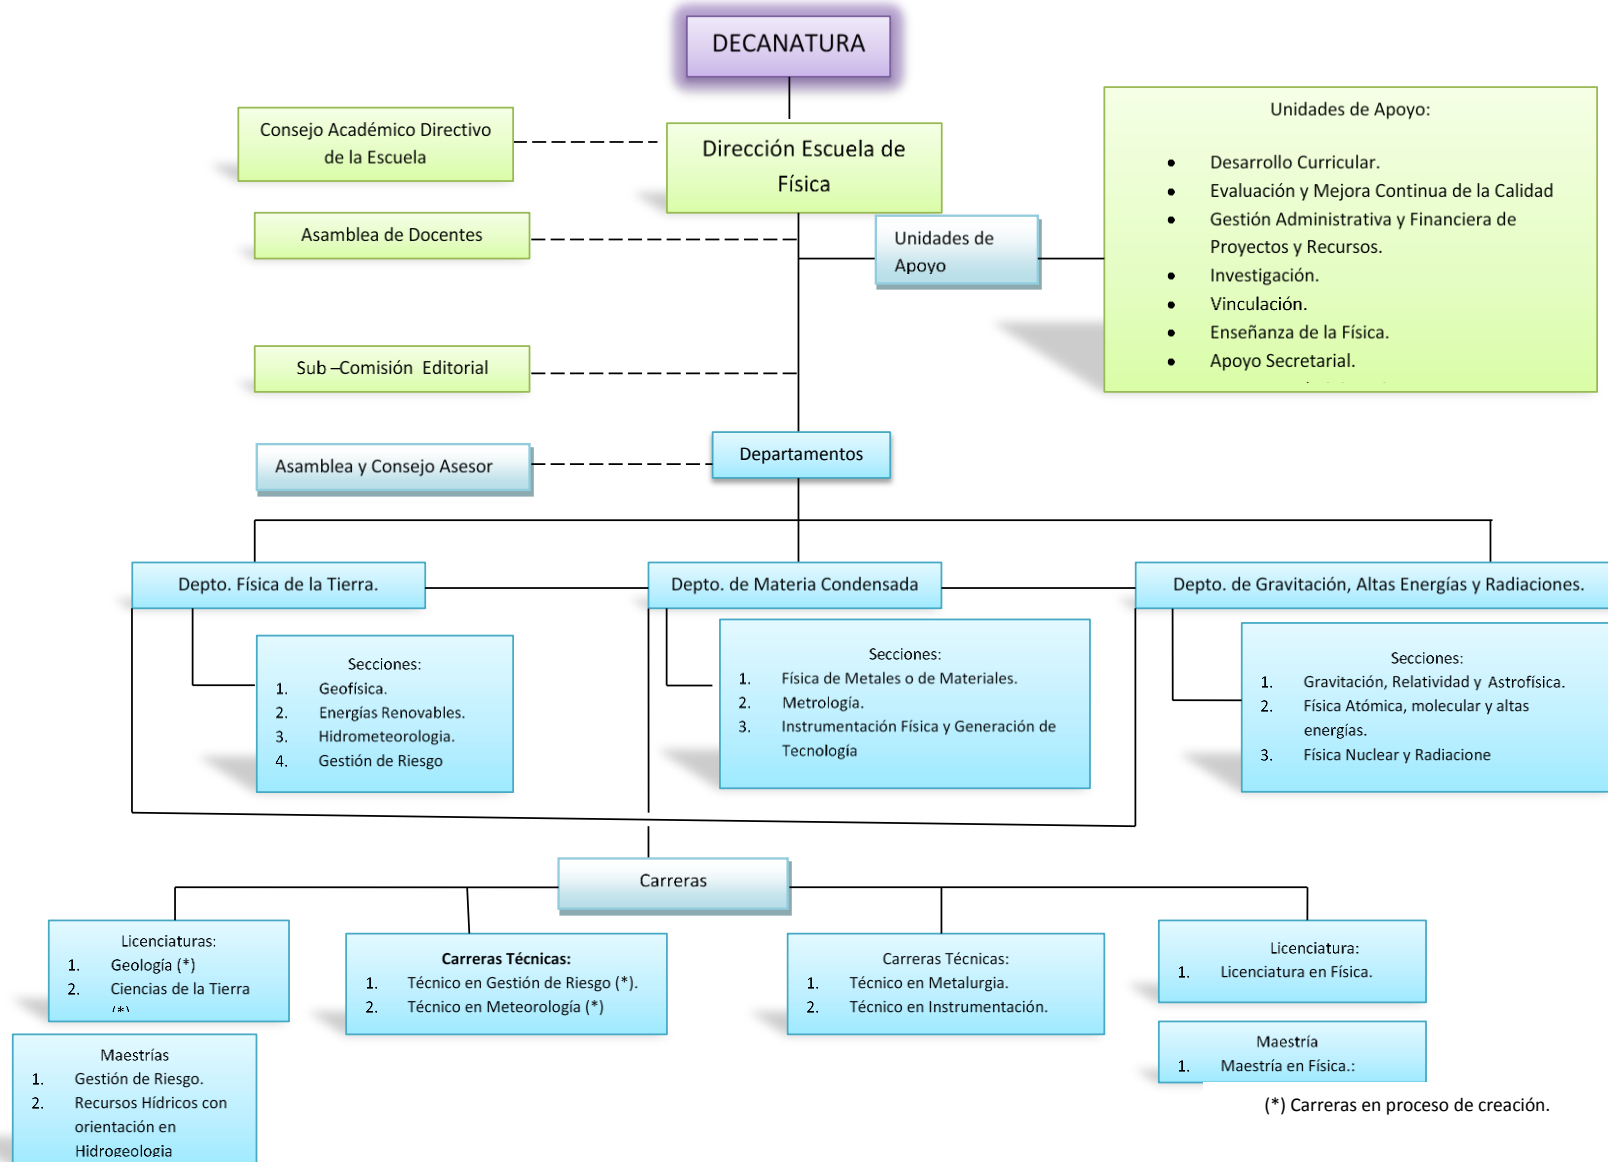 DECANATURA
Consejo Académico Directivo
de la Escuela
Dirección Escuela de
Física
Unidades de Apoyo:
• Desarrollo Curricular.
• Evaluación y Mejora Continua de la Calidad
• Gestión Administrativa y Financiera de
Proyectos y Recursos.
• Investigación.
• Vinculación.
• Enseñanza de la Física.
• Apoyo Secretarial.
Asamblea de Docentes
Unidades de
Apoyo
Sub –Comisión Editorial
Asamblea y Consejo Asesor
Departamentos
Depto. Física de la Tierra.
Depto. de Materia Condensada
Depto. de Gravitación, Altas Energías y Radiaciones.
Secciones:
1. Geofísica.
2. Energías Renovables.
3. Hidrometeorologia.
4. Gestión de Riesgo
Secciones:
1. Física de Metales o de Materiales.
2. Metrología.
3. Instrumentación Física y Generación de
Tecnología
Secciones:
1. Gravitación, Relatividad y Astrofísica.
2. Física Atómica, molecular y altas
energías.
3. Física Nuclear y Radiacione
Carreras
Licenciaturas:
1. Geología (*)
2. Ciencias de la Tierra
(*)
Carreras Técnicas:
1. Técnico en Gestión de Riesgo (*).
2. Técnico en Meteorología (*)
Carreras Técnicas:
1. Técnico en Metalurgia.
2. Técnico en Instrumentación.
Licenciatura:
1. Licenciatura en Física.
Maestrías
1. Gestión de Riesgo.
2. Recursos Hídricos con
orientación en
Hidrogeologia
Maestría
1. Maestría en Física.:
(*) Carreras en proceso de creación.